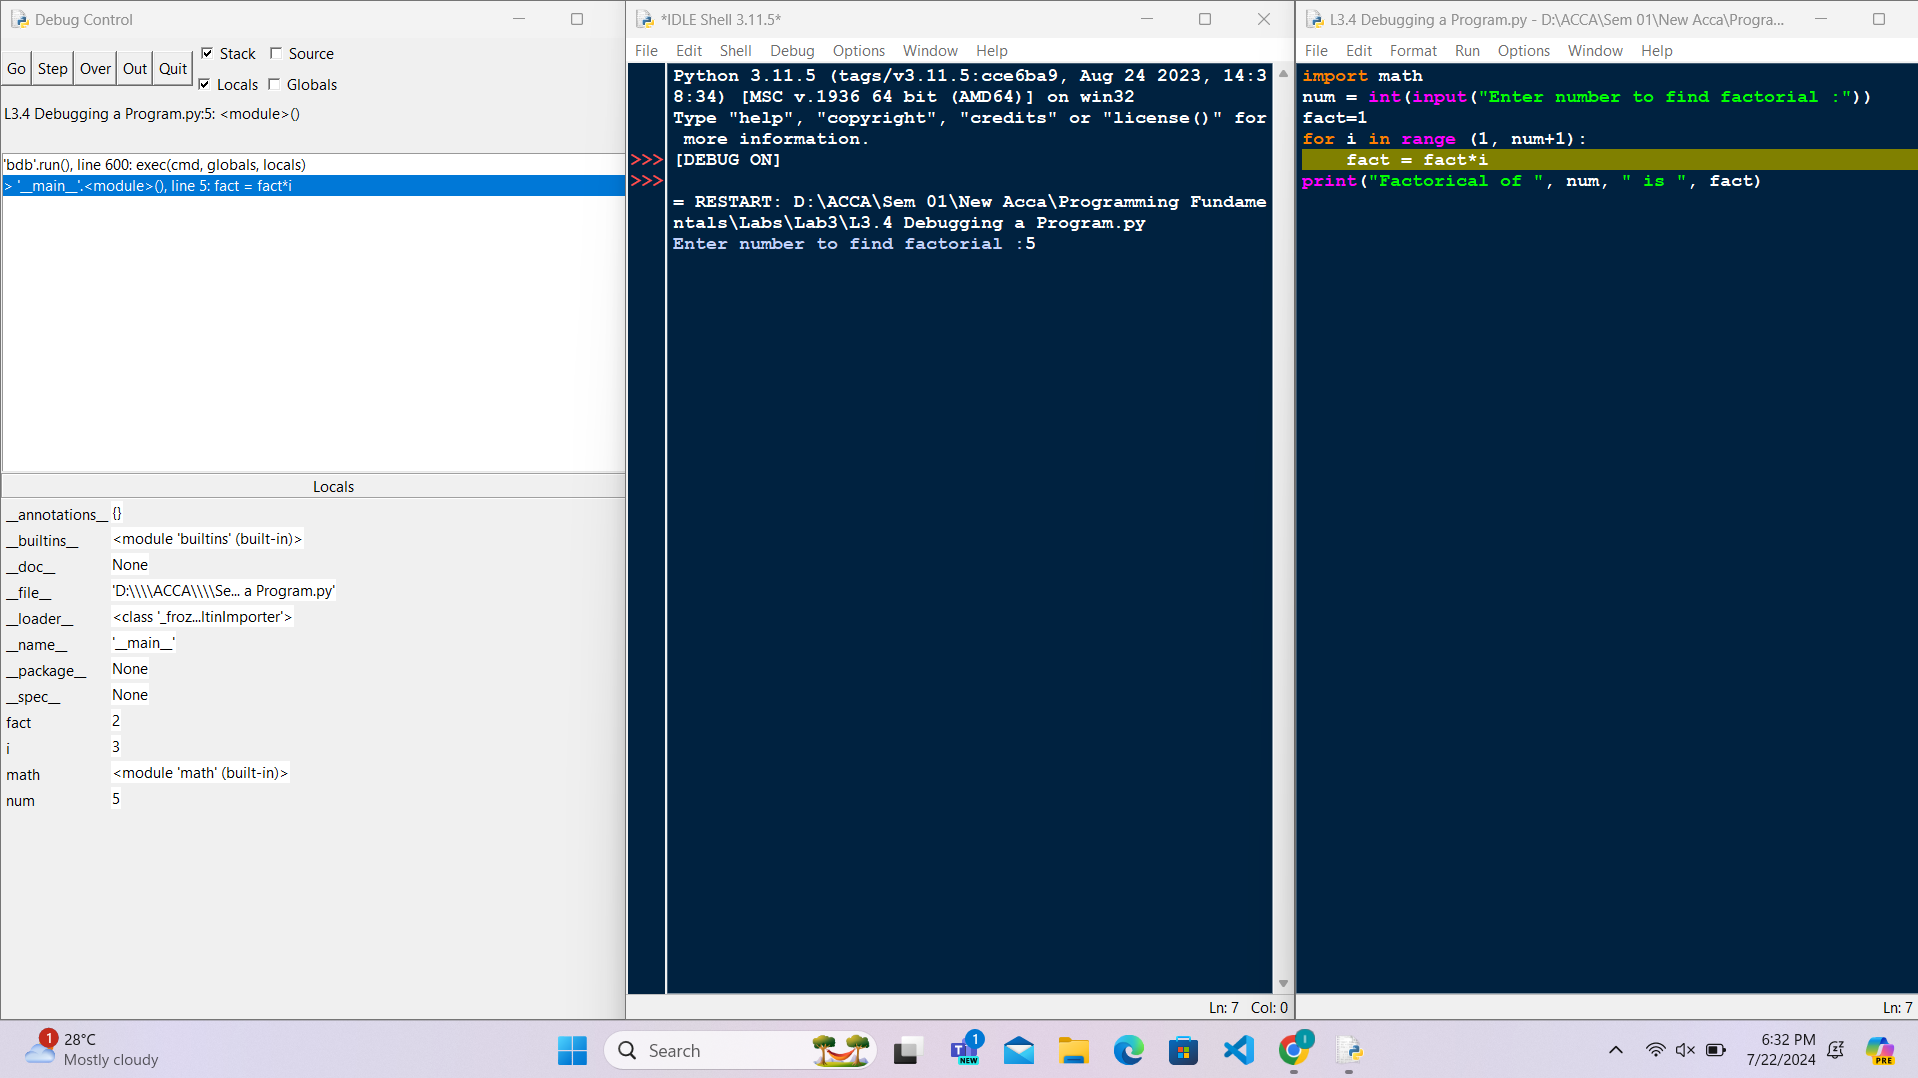 Debug Control
Go Step Over Out Quit
Stack Source
Locals Globals
L3.4 Debugging a Program.py:5: <module>()
'bdb'.run(), line 600: exec(cmd, globals, locals)
> '__main__'.<module>(), line 5: fact = fact*i
Locals
__annotations__ {}
__builtins__ <module 'builtins' (built-in)>
__doc__ None
__file__ 'D:\\\\ACCA\\\\Se... a Program.py'
__loader__ <class '_froz...ltinImporter'>
__name__ '__main__'
__package__ None
__spec__ None
fact 2
i 3
math <module 'math' (built-in)>
num 5
*IDLE Shell 3.11.5*
File Edit Shell Debug Options Window Help
Python 3.11.5 (tags/v3.11.5:cce6ba9, Aug 24 2023, 14:3
8:34) [MSC v.1936 64 bit (AMD64)] on win32
Type "help", "copyright", "credits" or "license()" for
more information.
>>> [DEBUG ON]
>>>
= RESTART: D:\ACCA\Sem 01\New Acca\Programming Fundame
ntals\Labs\Lab3\L3.4 Debugging a Program.py
Enter number to find factorial :5
Ln: 7 Col: 0
L3.4 Debugging a Program.py - D:\ACCA\Sem 01\New Acca\Progra...
File Edit Format Run Options Window Help
import math
num = int(input("Enter number to find factorial :"))
fact=1
for i in range (1, num+1):
    fact = fact*i
print("Factorical of ", num, " is ", fact)
Ln: 7
1
28°C
Mostly cloudy
Search
1
NEW
I
6:32 PM
7/22/2024
PRE